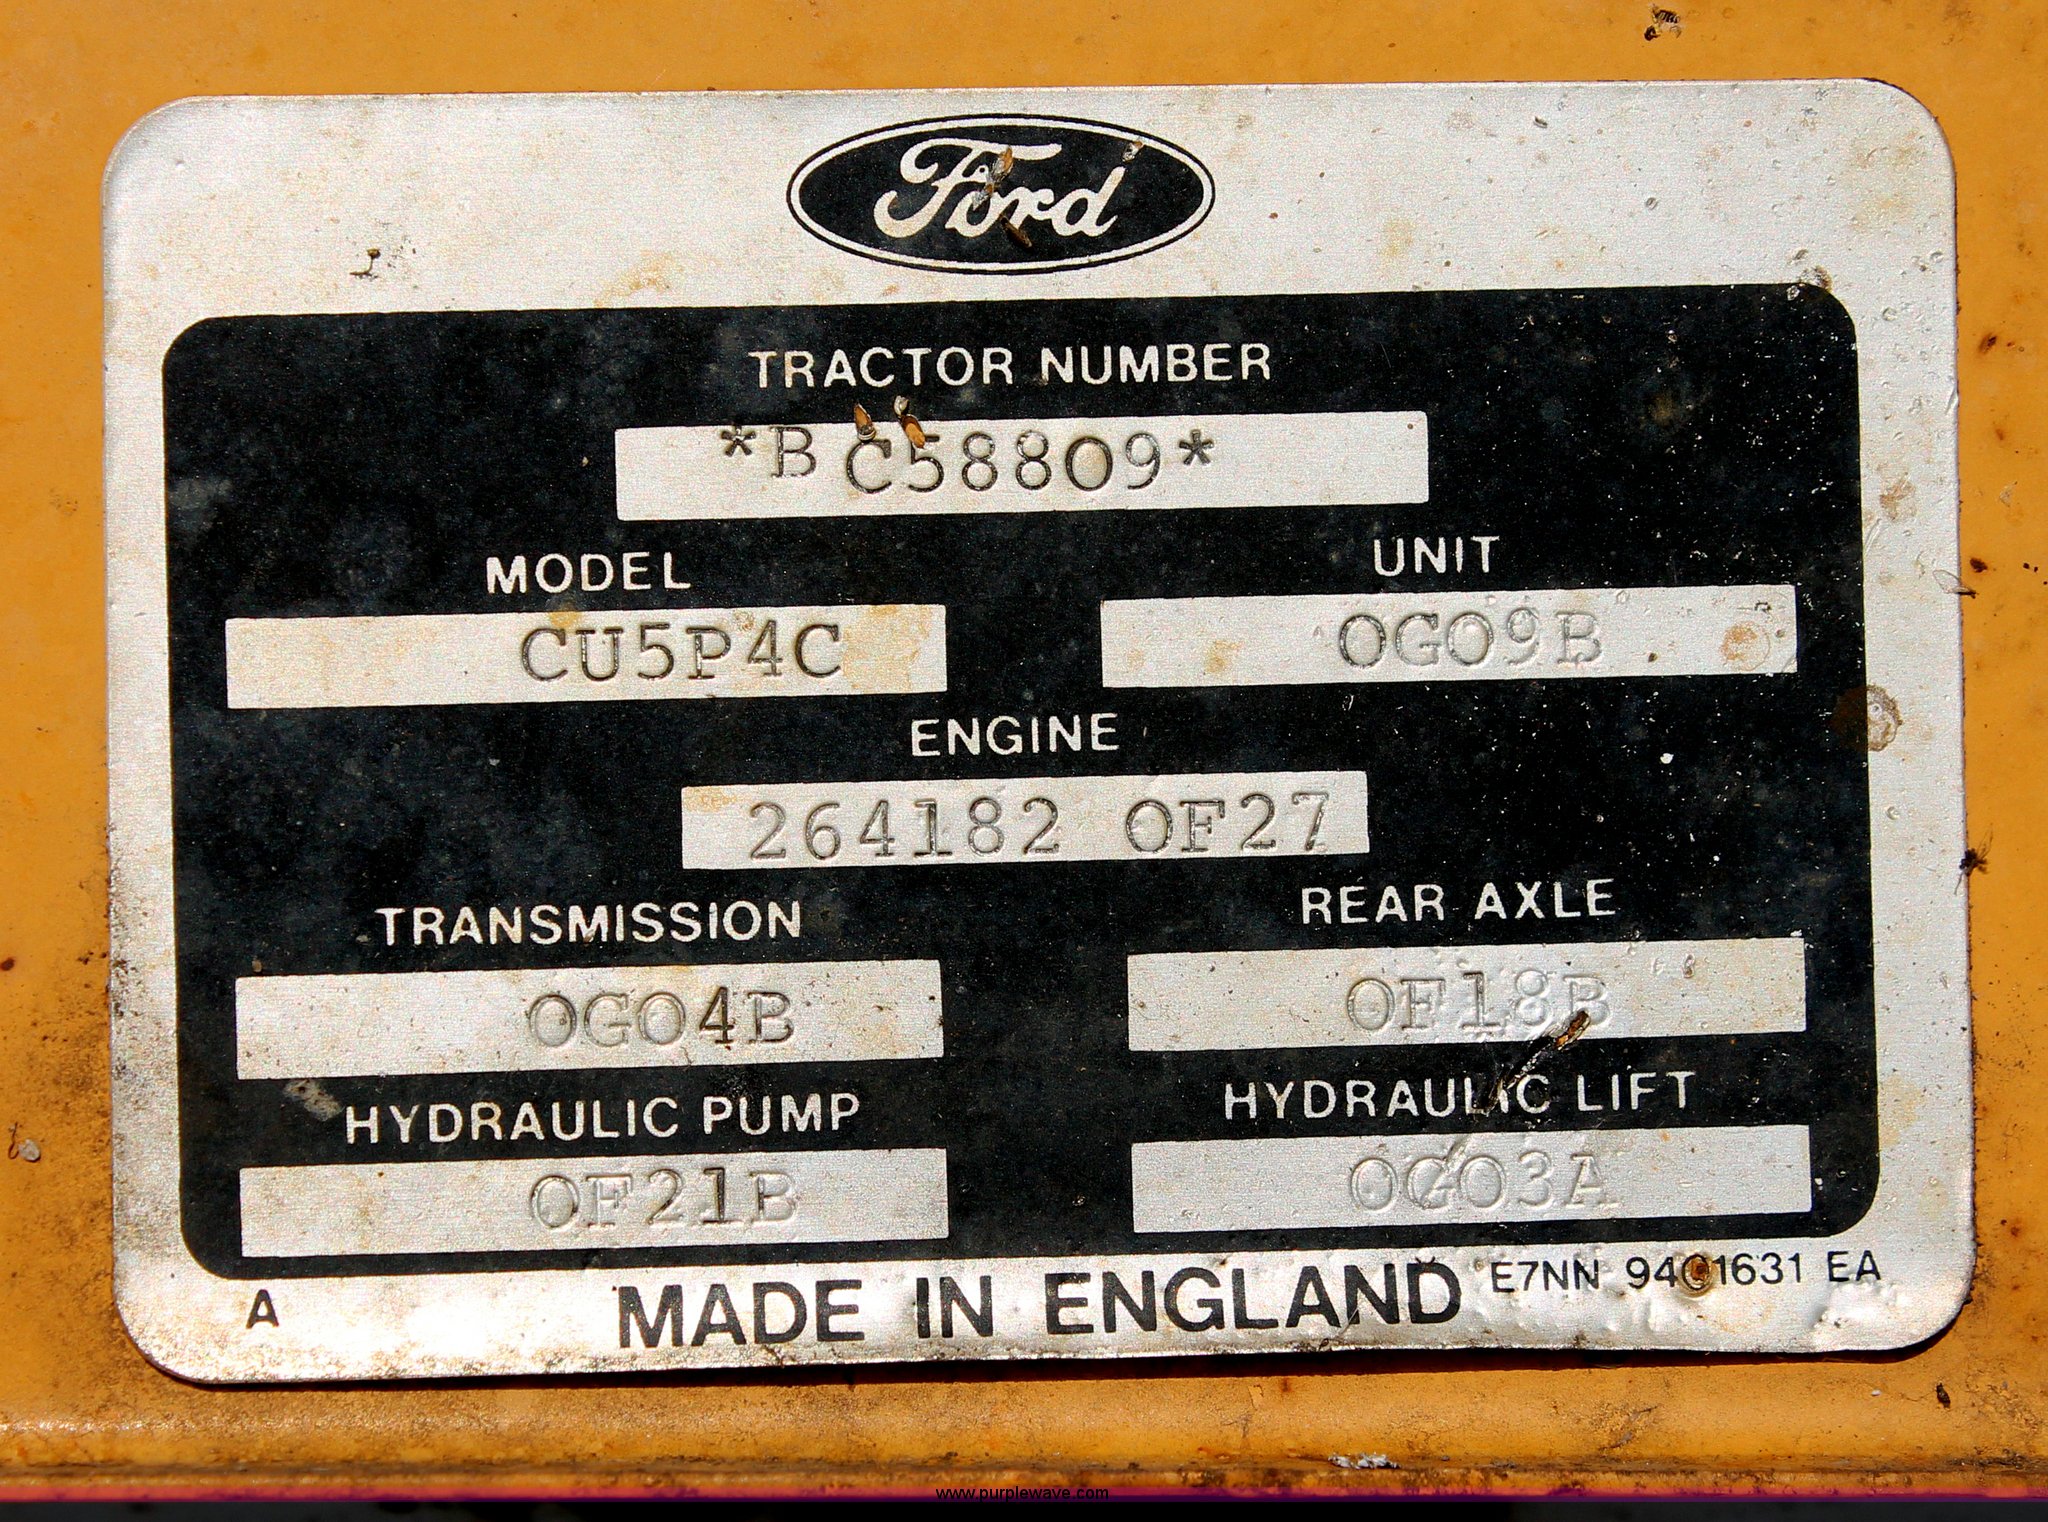 Ford
TRACTOR NUMBER
*BC58809*
MODEL UNIT
CU5P4C 0G09B
ENGINE
264182 0F27
TRANSMISSION REAR AXLE
0G04B 0F18B
HYDRAULIC PUMP HYDRAULIC LIFT
0F21B 0G03A
A MADE IN ENGLAND E7NN 9401631 EA
www.purplewave.com